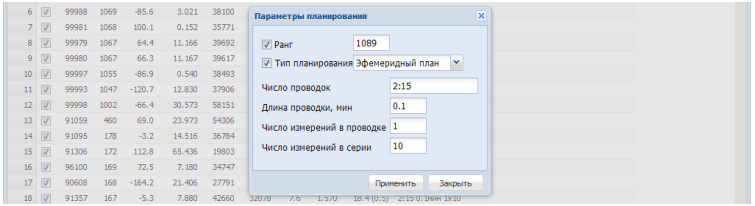 6 99988 1069 -85.6 3.021 38100
Параметры планирования
7 99981 1068 100.1 0.152 35771
8 99979 1067 64.4 11.166 39692
Ранг 1089
9 99980 1067 66.3 11.167 39617
Тип планирования Эфемеридный план
10 99997 1055 -86.9 0.540 38493
11 99993 1047 -120.7 12.830 37906
Число проводок 2:15
12 99998 1002 -66.4 30.573 58151
Длина проводки, мин 0.1
13 91059 460 69.0 23.973 54306
Число измерений в проводке 1
14 91095 178 -3.2 14.516 36784
Число измерений в серии 10
15 91306 172 112.8 65.436 19803
16 96100 169 72.5 7.180 34747
17 90608 168 -164.2 21.406 27791
Применить Закрыть
18 91357 167 -5.3 7.880 42660 32078 7.6 1.570 18.4 (0.5) 2:15 0.1мин 1x10